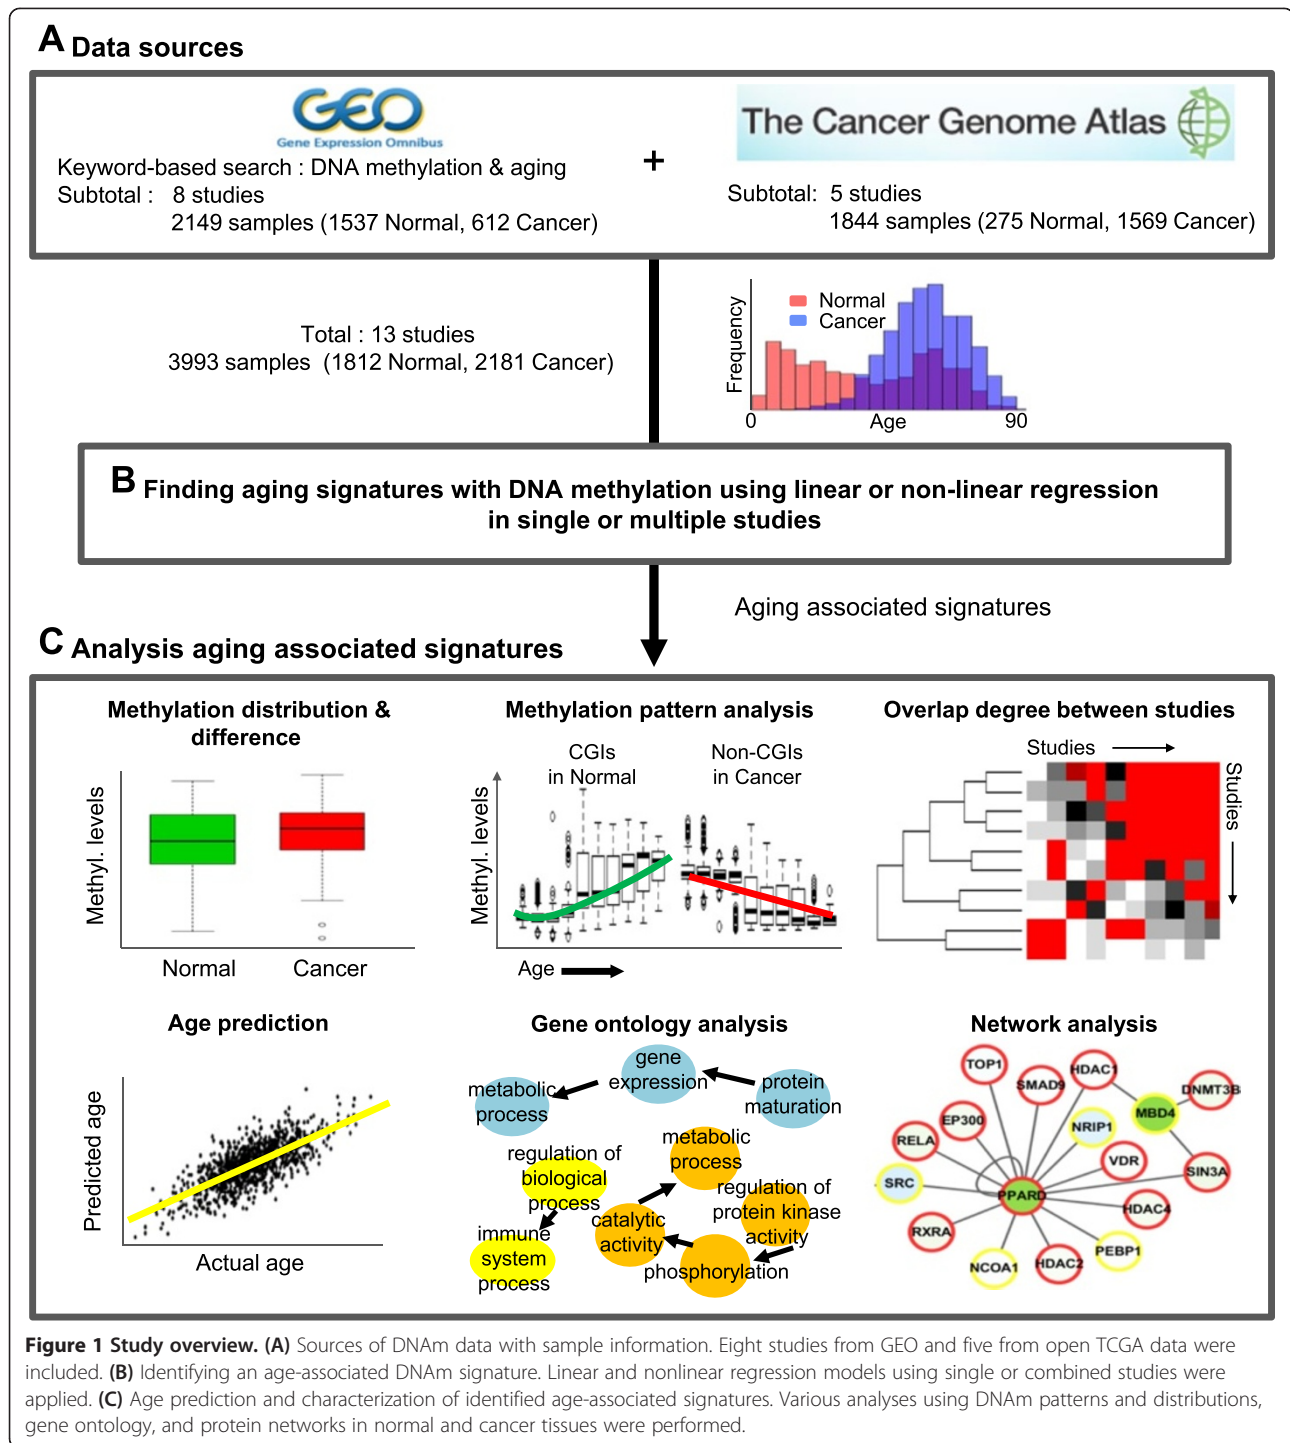 A Data sources
GEO
Gene Expression Omnibus
Keyword-based search : DNA methylation & aging
Subtotal : 8 studies
2149 samples (1537 Normal, 612 Cancer)
+
The Cancer Genome Atlas
Subtotal: 5 studies
1844 samples (275 Normal, 1569 Cancer)
Total : 13 studies
3993 samples (1812 Normal, 2181 Cancer)
Frequency
Normal
Cancer
0
Age
90
B Finding aging signatures with DNA methylation using linear or non-linear regression
in single or multiple studies
Aging associated signatures
C Analysis aging associated signatures
Methylation distribution &
difference
Methyl. levels
Normal
Cancer
Methylation pattern analysis
CGIs
in Normal
Non-CGIs
in Cancer
Methyl. levels
Age
Overlap degree between studies
Studies
Studies
Age prediction
Predicted age
Actual age
Gene ontology analysis
gene
expression
metabolic
process
protein
maturation
regulation of
biological
process
immune
system
process
metabolic
process
regulation of
protein kinase
activity
catalytic
activity
phosphorylation
Network analysis
TOP1
SMAD9
HDAC1
DNMT3B
MBD4
EP300
NRIP1
RELA
VDR
SIN3A
SRC
PPARD
HDAC4
RXRA
PEBP1
NCOA1
HDAC2
Figure 1 Study overview. (A) Sources of DNAm data with sample information. Eight studies from GEO and five from open TCGA data were
included. (B) Identifying an age-associated DNAm signature. Linear and nonlinear regression models using single or combined studies were
applied. (C) Age prediction and characterization of identified age-associated signatures. Various analyses using DNAm patterns and distributions,
gene ontology, and protein networks in normal and cancer tissues were performed.